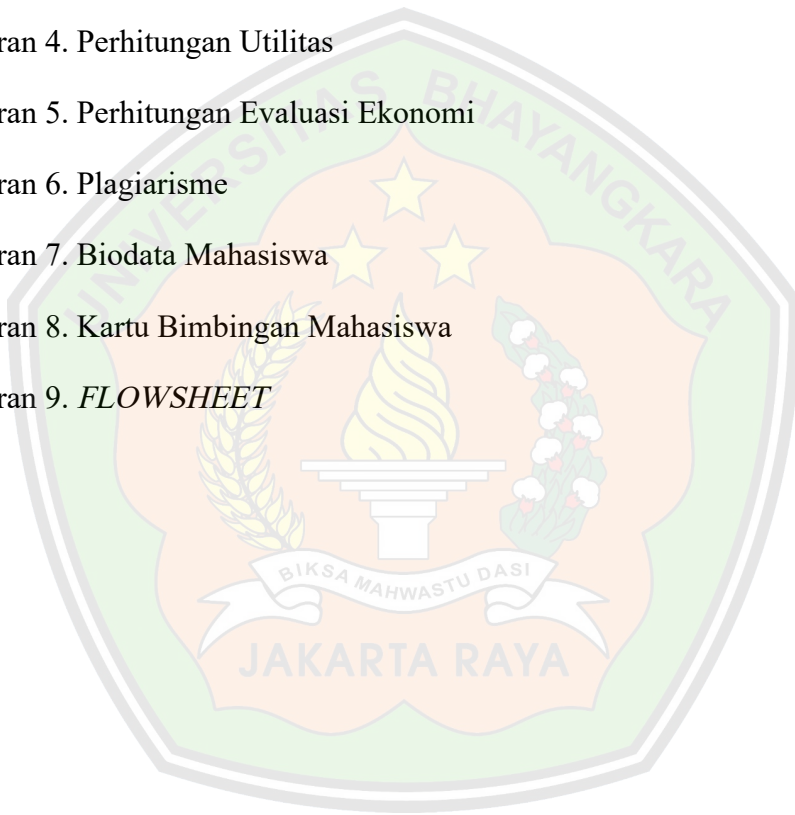 ran 4. Perhitungan Utilitas
ran 5. Perhitungan Evaluasi Ekonomi
ran 6. Plagiarisme
ran 7. Biodata Mahasiswa
ran 8. Kartu Bimbingan Mahasiswa
ran 9. FLOWSHEET
UNIVERSITAS BHAYANGKARA
BIKSA MAHWASTU DASI
JAKARTA RAYA